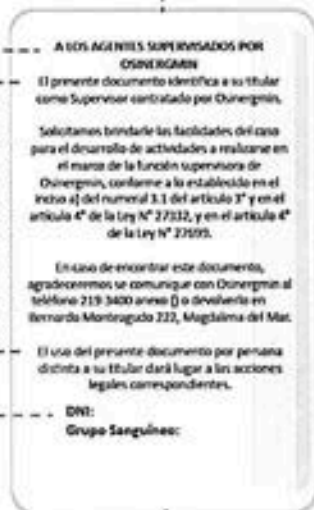 A LOS AGENTES SUPERVISADOS POR
OSINERGMIN
El presente documento identifica a su titular
como Supervisor contratado por Osinergmin.
Solicitamos brindarle las facilidades del caso
para el desarrollo de actividades a realizarse en
el marco de la función supervisora de
Osinergmin, conforme a lo establecido en el
inciso a) del numeral 3.1 del artículo 3° y en el
artículo 4° de la Ley N° 27332, y en el artículo 4°
de la Ley N° 27699.
En caso de encontrar este documento,
agradeceremos se comunique con Osinergmin al
teléfono 219 3400 anexo () o devolverlo en
Bernardo Monteagudo 222, Magdalena del Mar.
El uso del presente documento por persona
distinta a su titular dará lugar a las acciones
legales correspondientes.
DNI:
Grupo Sanguíneo: